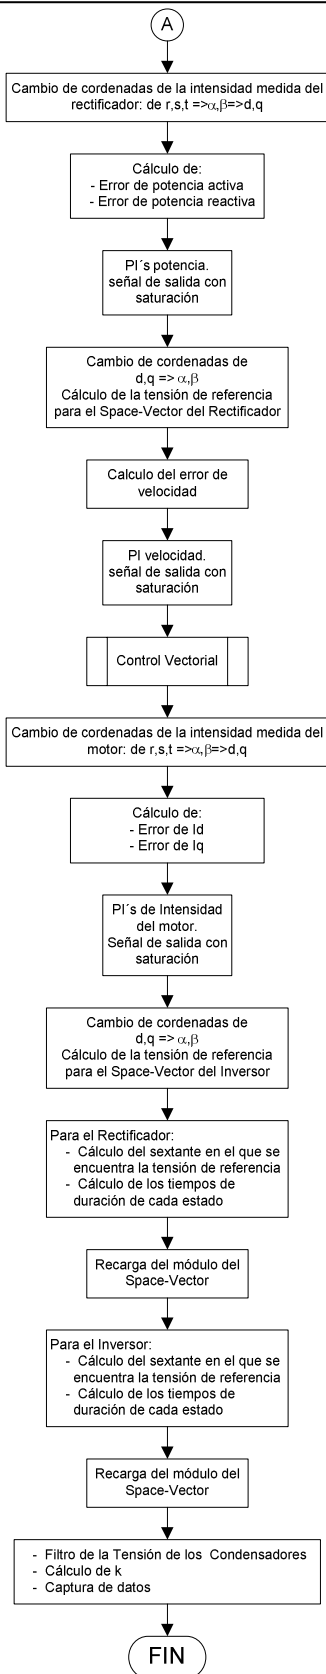 A
Cambio de cordenadas de la intensidad medida del
rectificador: de r,s,t =>α,β=>d,q
Cálculo de:
- Error de potencia activa
- Error de potencia reactiva
PI´s potencia.
señal de salida con
saturación
Cambio de cordenadas de
d,q => α,β
Cálculo de la tensión de referencia
para el Space-Vector del Rectificador
Calculo del error de
velocidad
PI velocidad.
señal de salida con
saturación
Control Vectorial
Cambio de cordenadas de la intensidad medida del
motor: de r,s,t =>α,β=>d,q
Cálculo de:
- Error de Id
- Error de Iq
PI´s de Intensidad
del motor.
Señal de salida con
saturación
Cambio de cordenadas de
d,q => α,β
Cálculo de la tensión de referencia
para el Space-Vector del Inversor
Para el Rectificador:
- Cálculo del sextante en el que se
encuentra la tensión de referencia
- Cálculo de los tiempos de
duración de cada estado
Recarga del módulo del
Space-Vector
Para el Inversor:
- Cálculo del sextante en el que se
encuentra la tensión de referencia
- Cálculo de los tiempos de
duración de cada estado
Recarga del módulo del
Space-Vector
- Filtro de la Tensión de los Condensadores
- Cálculo de k
- Captura de datos
FIN